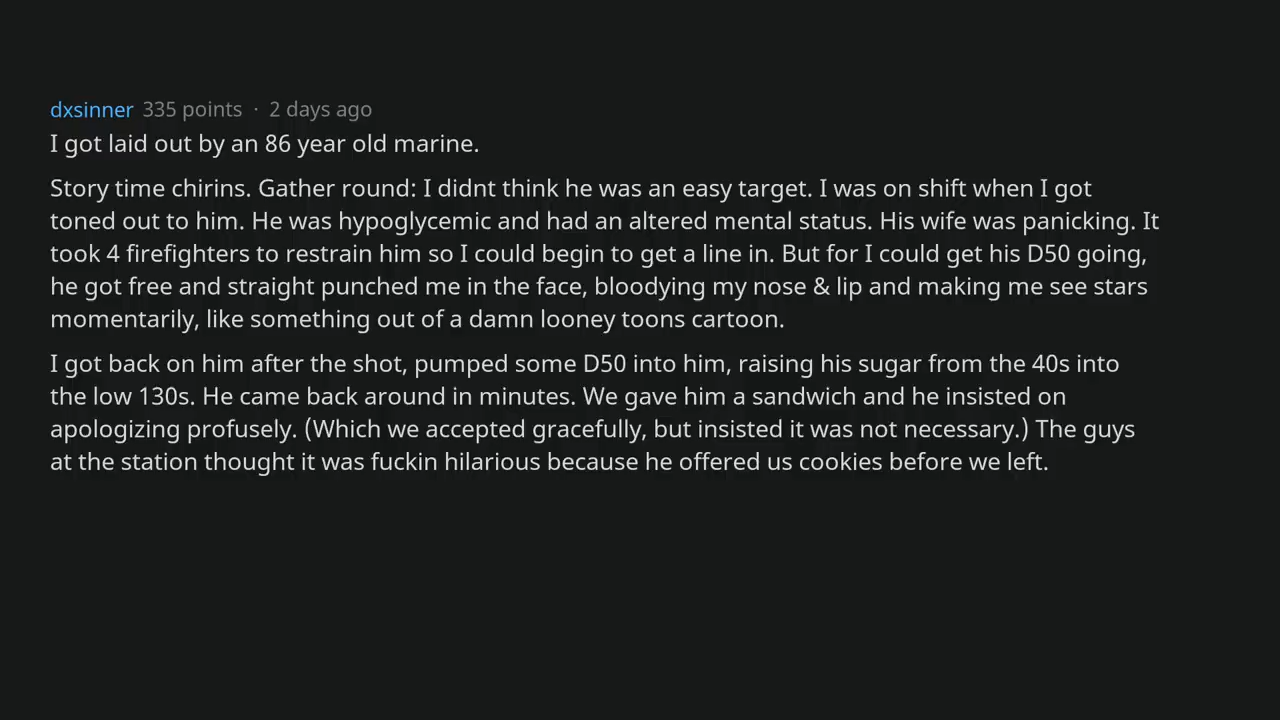 dxsinner 335 points · 2 days ago
I got laid out by an 86 year old marine.
Story time chirins. Gather round: I didnt think he was an easy target. I was on shift when I got
toned out to him. He was hypoglycemic and had an altered mental status. His wife was panicking. It
took 4 firefighters to restrain him so I could begin to get a line in. But for I could get his D50 going,
he got free and straight punched me in the face, bloodying my nose & lip and making me see stars
momentarily, like something out of a damn looney toons cartoon.
I got back on him after the shot, pumped some D50 into him, raising his sugar from the 40s into
the low 130s. He came back around in minutes. We gave him a sandwich and he insisted on
apologizing profusely. (Which we accepted gracefully, but insisted it was not necessary.) The guys
at the station thought it was fuckin hilarious because he offered us cookies before we left.